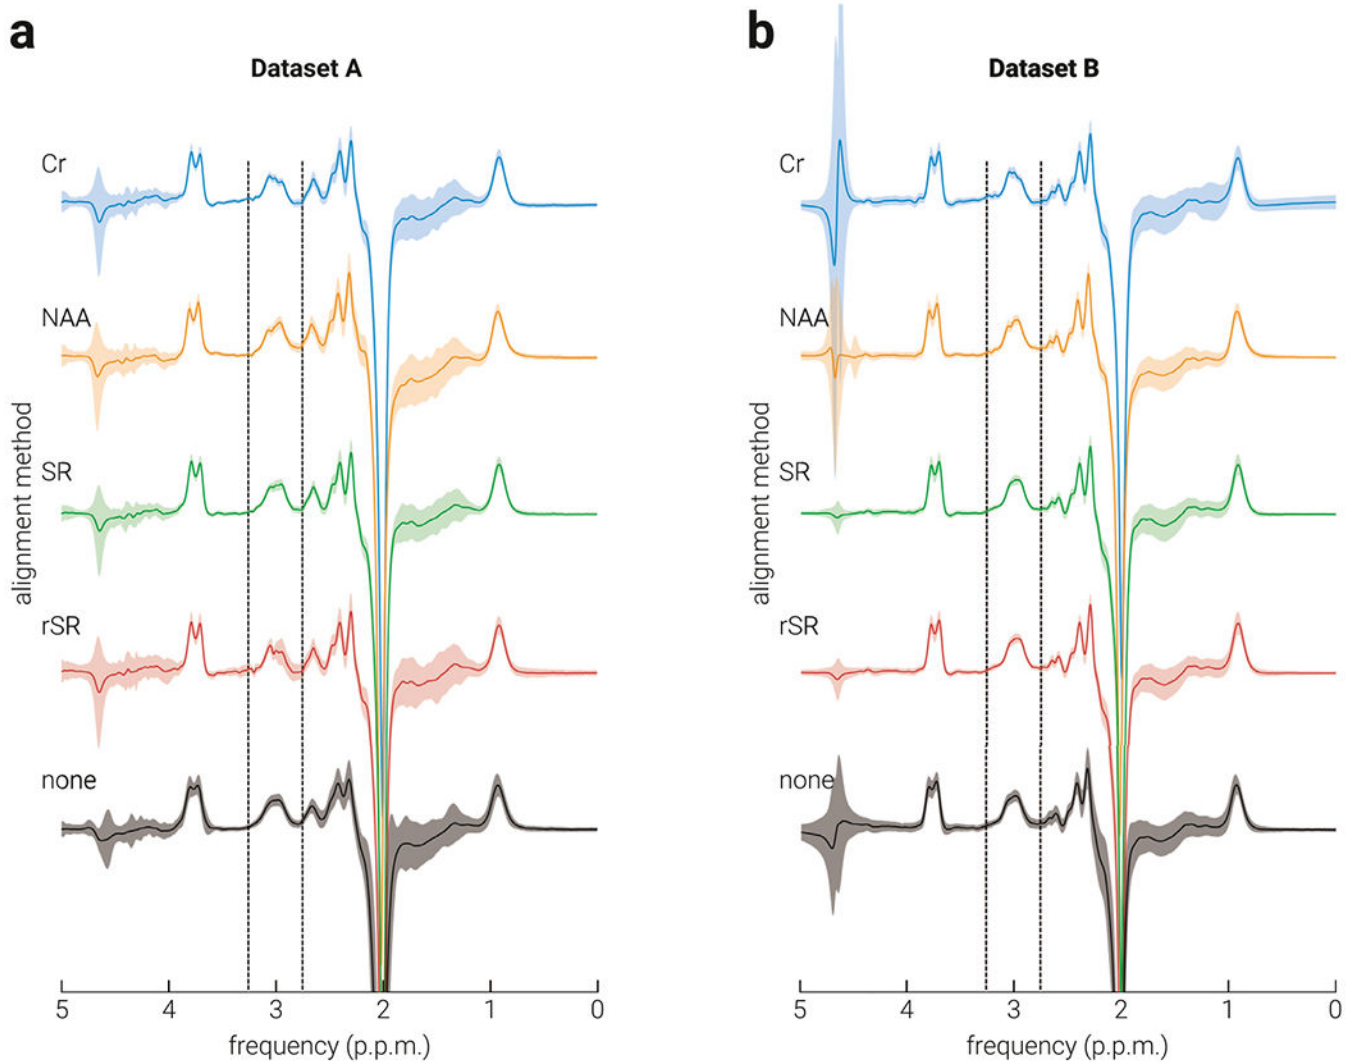 a
Dataset A
Cr
NAA
SR
rSR
none
alignment method
5 4 3 2 1 0
frequency (p.p.m.)
b
Dataset B
Cr
NAA
SR
rSR
none
alignment method
5 4 3 2 1 0
frequency (p.p.m.)